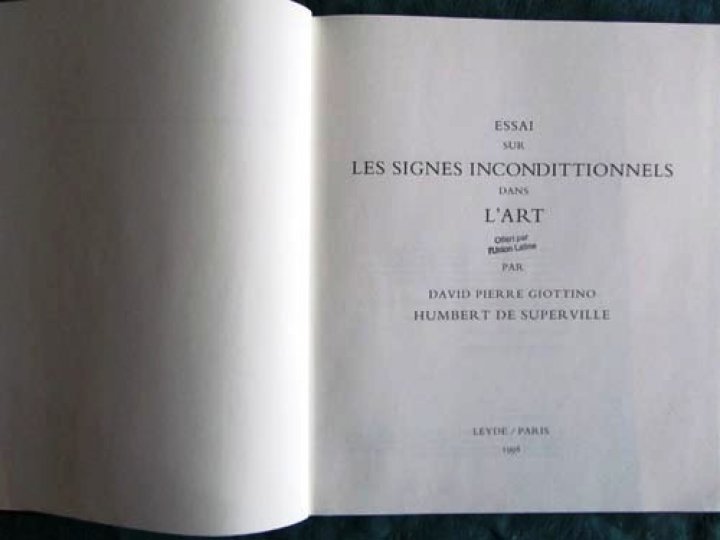 ESSAI
SUR
LES SIGNES INCONDITTIONNELS
DANS
L'ART
Offert par
l'Union Latine
PAR
DAVID PIERRE GIOTTINO
HUMBERT DE SUPERVILLE
LEYDE / PARIS
1998